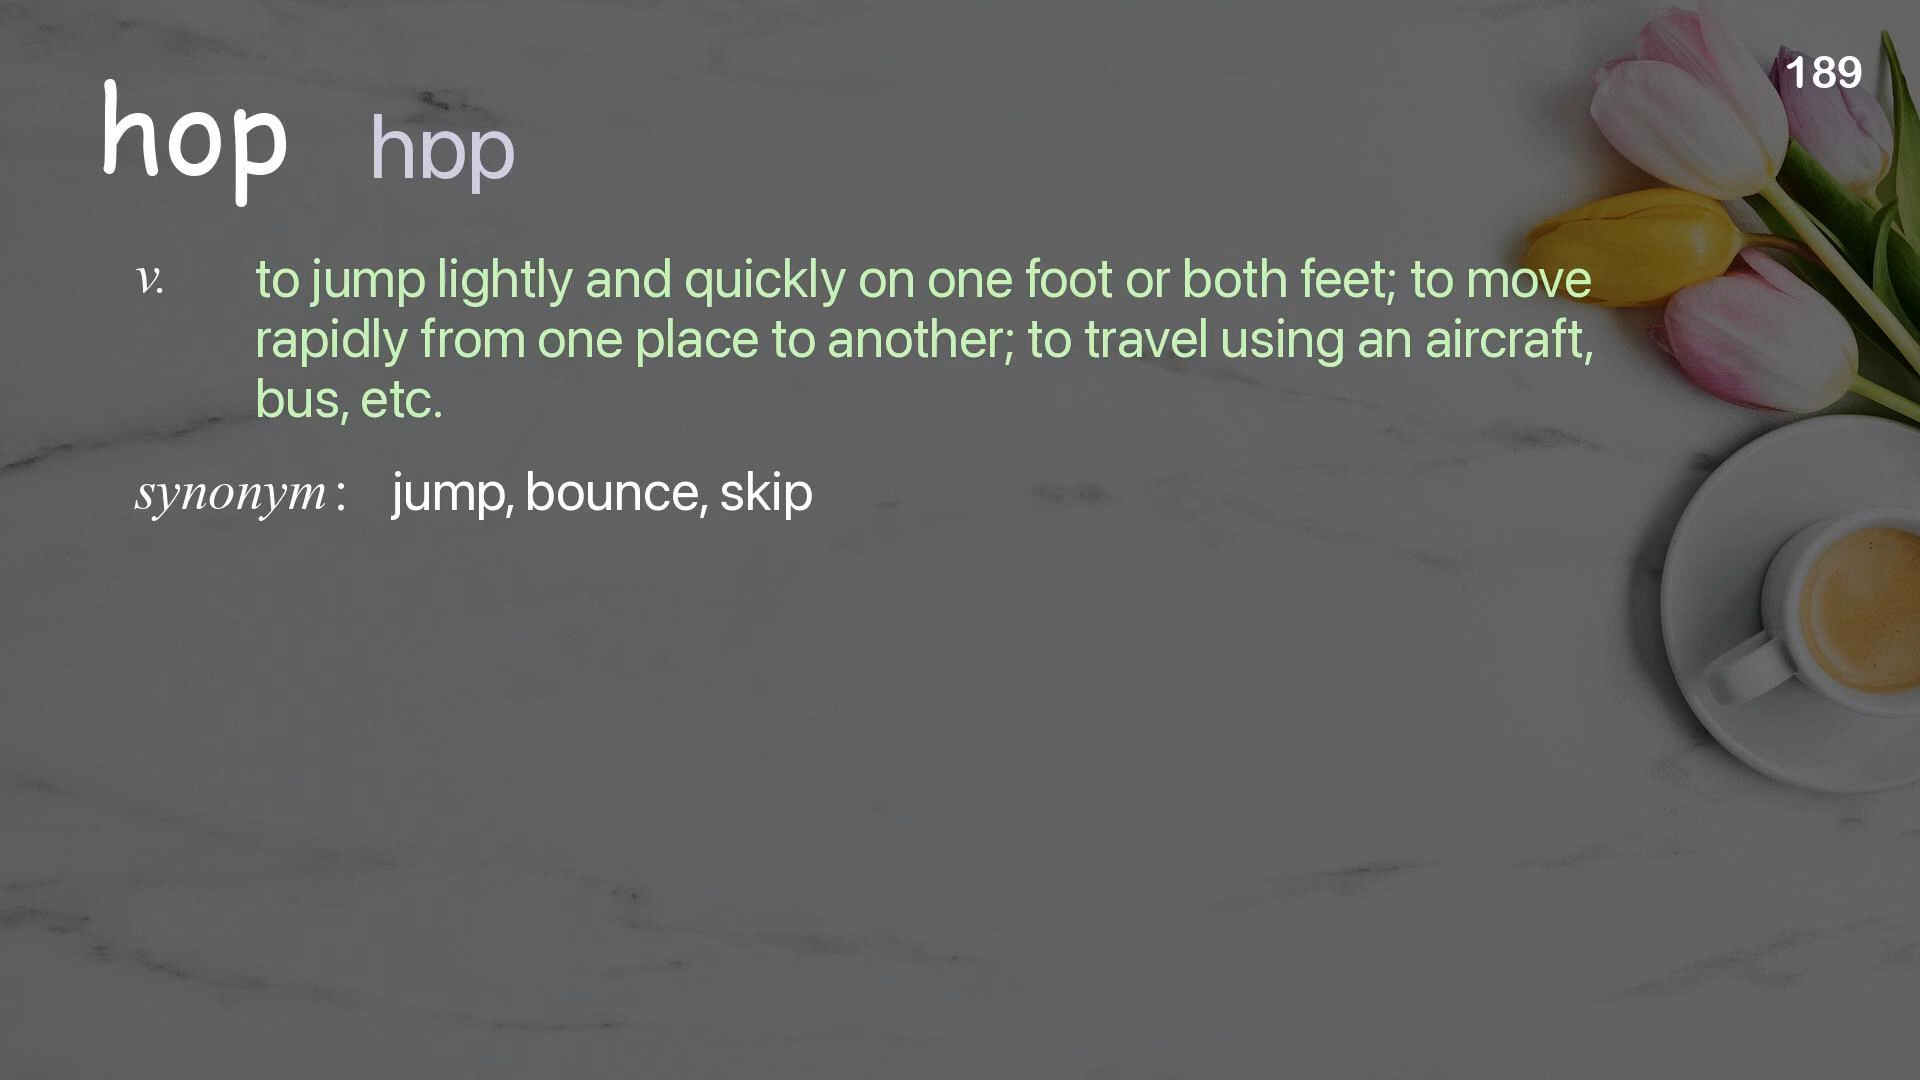 189
hop hɒp
v. to jump lightly and quickly on one foot or both feet; to move
rapidly from one place to another; to travel using an aircraft,
bus, etc.
synonym : jump, bounce, skip